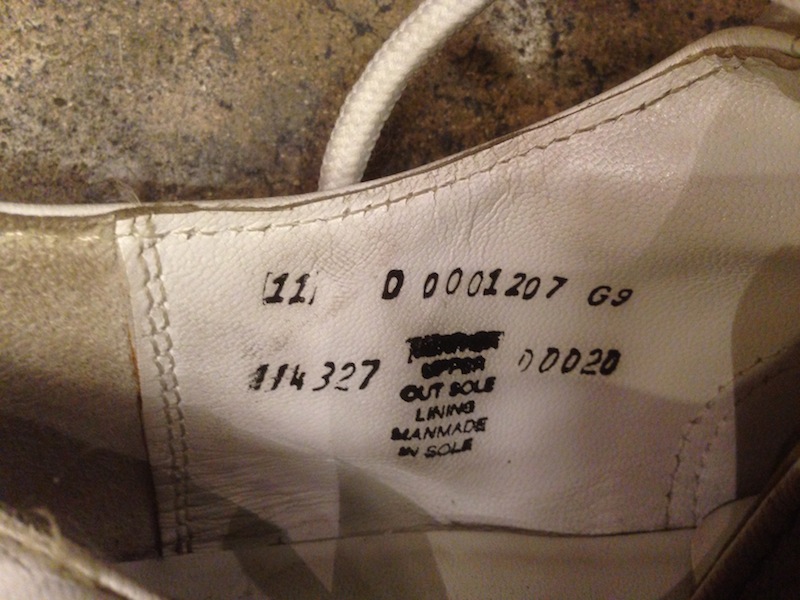 [11] D 0001207 G9
114327 00020
UPPER
OUT SOLE
LINING
MANMADE
IN SOLE